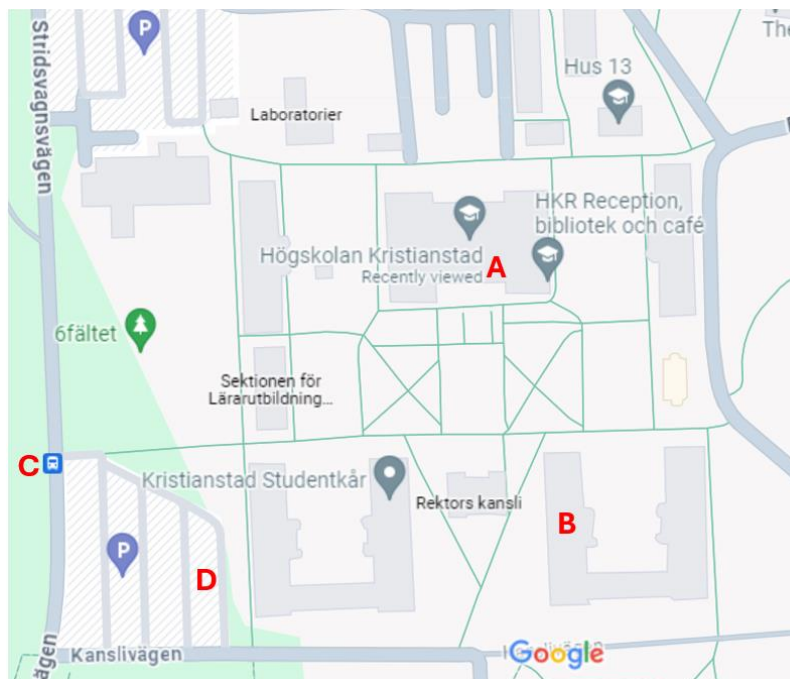 P
Stridsvagnsvägen
The
Hus 13
Laboratorier
HKR Reception,
bibliotek och café
Högskolan Kristianstad
Recently viewed
A
6fältet
Sektionen för
Lärarutbildning...
C
Kristianstad Studentkår
Rektors kansli
B
P
D
Kanslivägen
Google